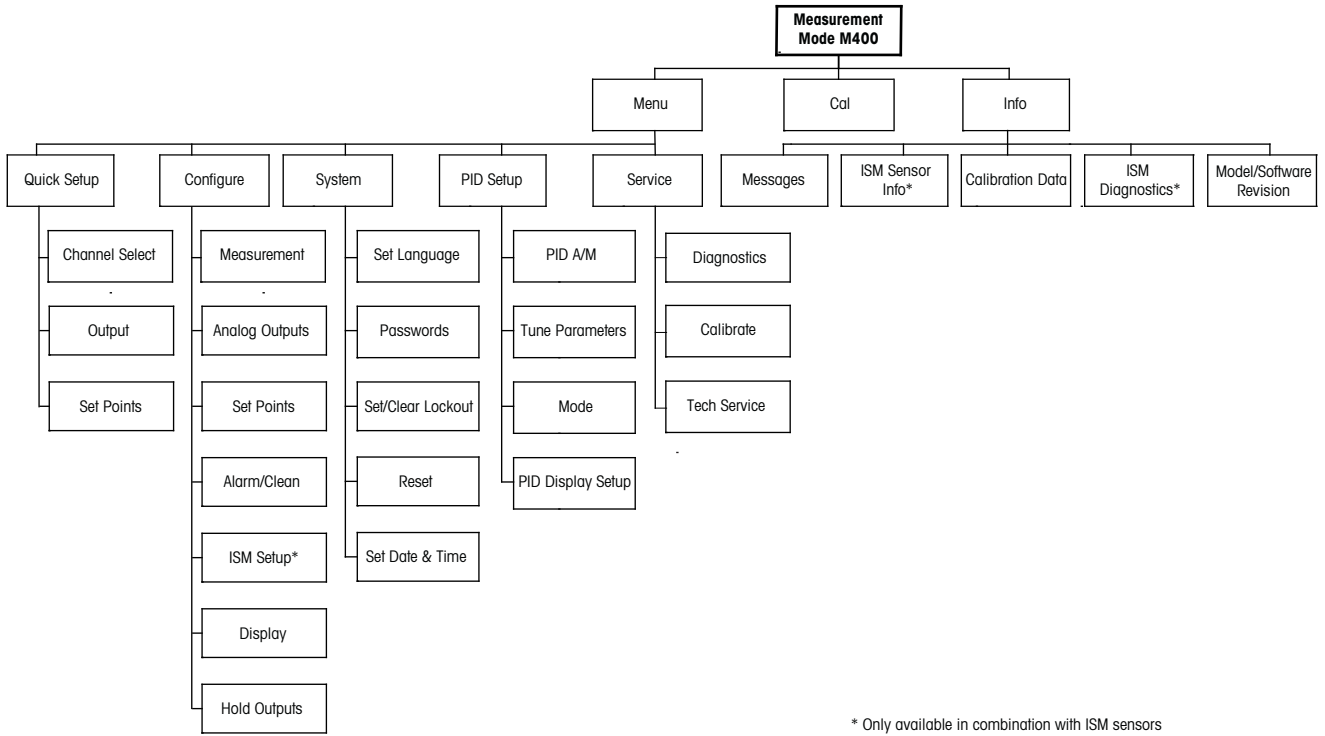 Measurement
Mode M400
Menu
Cal
Info
Quick Setup
Configure
System
PID Setup
Service
Messages
ISM Sensor
Info*
Calibration Data
ISM
Diagnostics*
Model/Software
Revision
Channel Select
Measurement
Set Language
PID A/M
Diagnostics
Output
Analog Outputs
Passwords
Tune Parameters
Calibrate
Set Points
Set Points
Set/Clear Lockout
Mode
Tech Service
Alarm/Clean
Reset
PID Display Setup
ISM Setup*
Set Date & Time
Display
Hold Outputs
* Only available in combination with ISM sensors